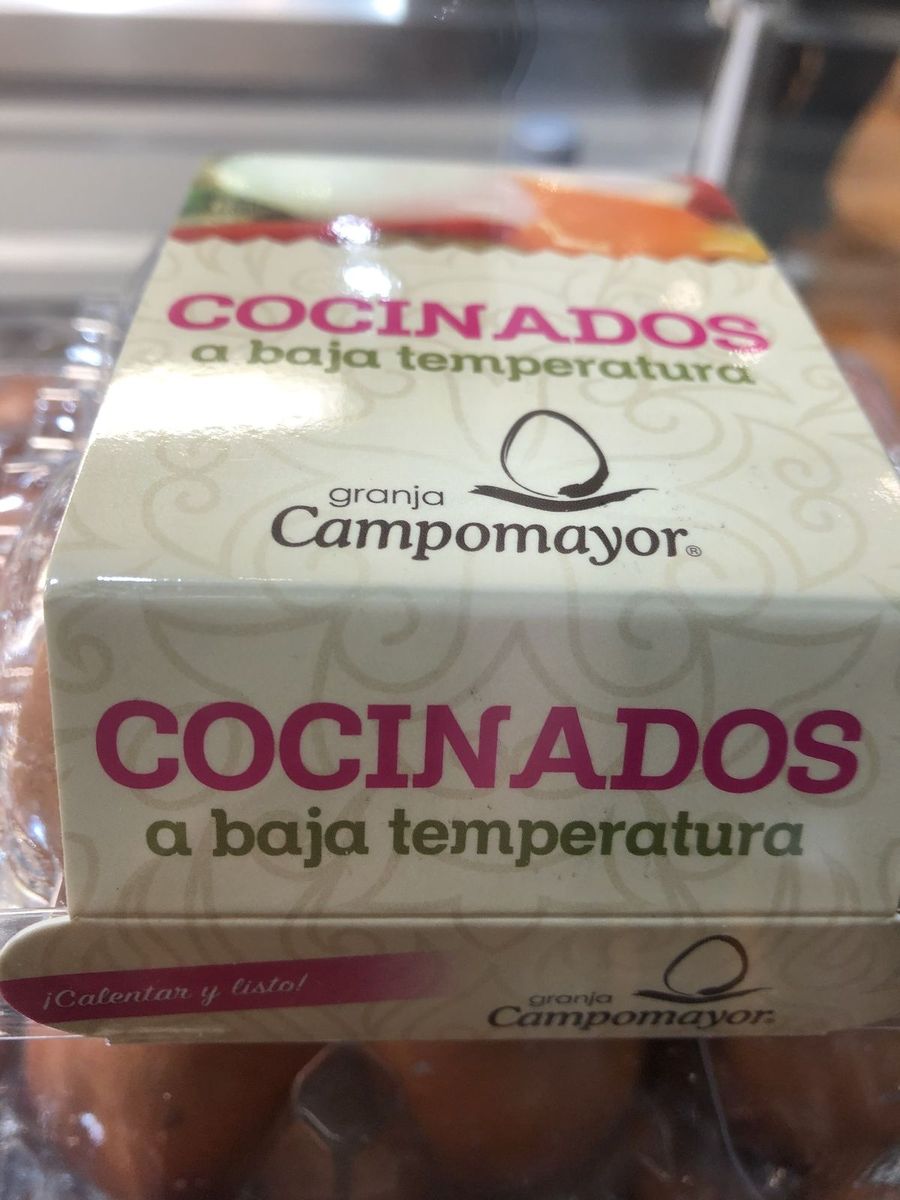 COCINADOS
a baja temperatura
granja
Campomayor®
COCINADOS
a baja temperatura
¡Calentar y listo!
granja
Campomayor®